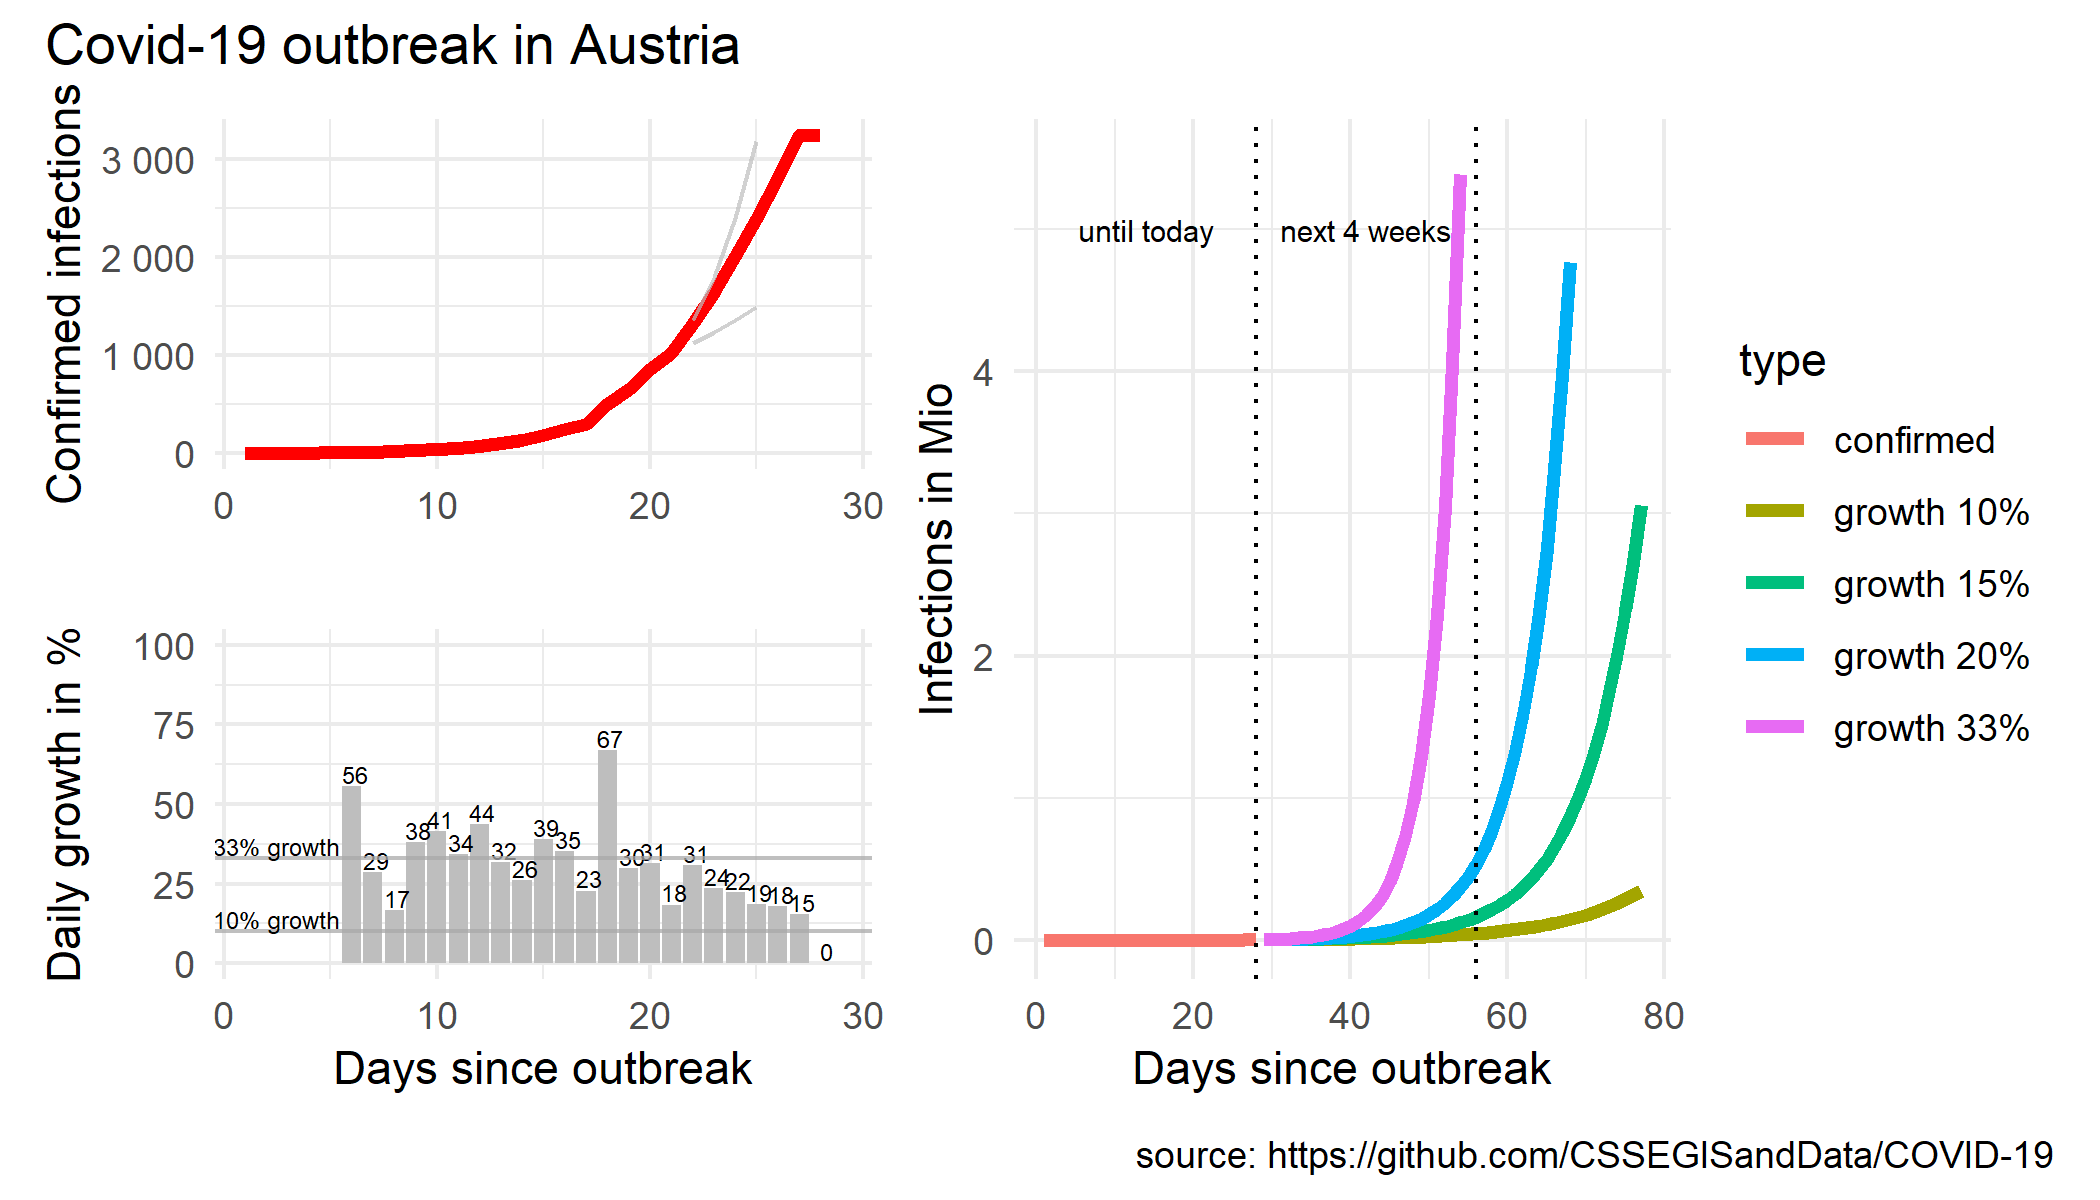 Covid-19 outbreak in Austria
Confirmed infections
3 000
2 000
1 000
0
0 10 20 30
Daily growth in %
100
75
50
25
0
33% growth
10% growth
56 29 17 38 41 34 44 32 26 39 35 23 67 30 31 18 31 24 22 19 18 15 0
0 10 20 30
Days since outbreak
Infections in Mio
4
2
0
until today
next 4 weeks
0 20 40 60 80
Days since outbreak
type
confirmed
growth 10%
growth 15%
growth 20%
growth 33%
source: https://github.com/CSSEGISandData/COVID-19